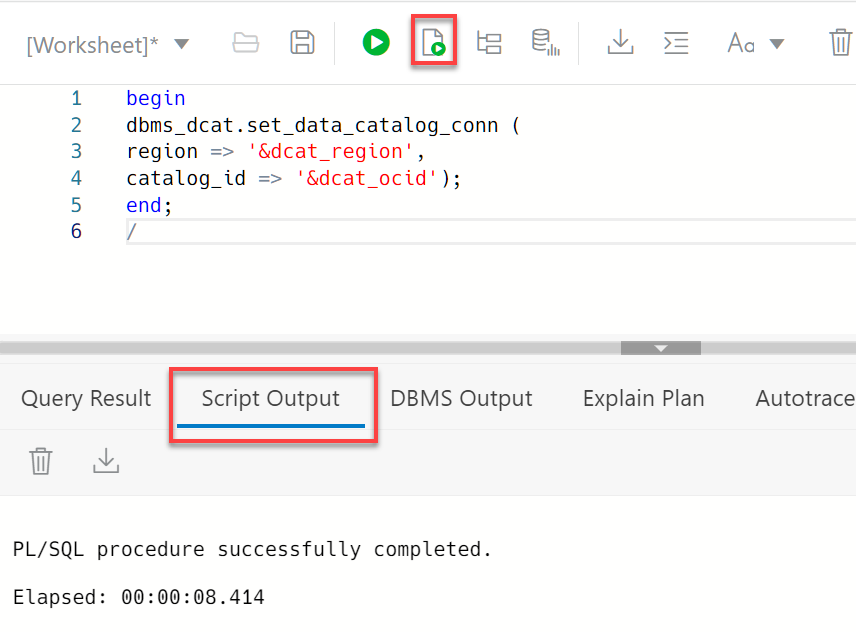 [Worksheet]* Aa
1 begin
2 dbms_dcat.set_data_catalog_conn (
3 region => '&dcat_region',
4 catalog_id => '&dcat_ocid');
5 end;
6 /
Query Result Script Output DBMS Output Explain Plan Autotrace
PL/SQL procedure successfully completed.
Elapsed: 00:00:08.414